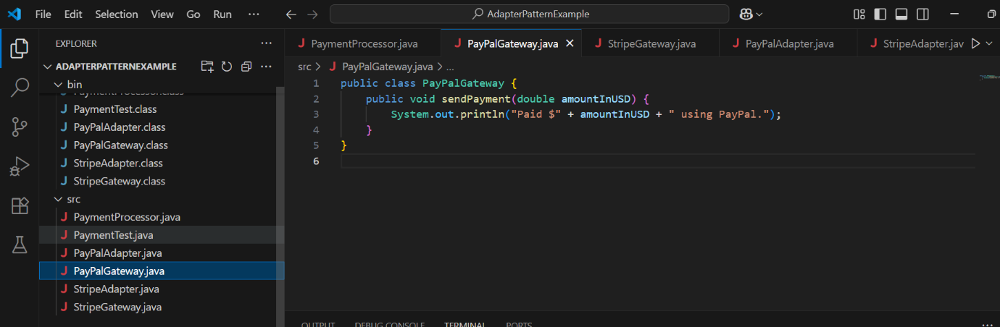 File Edit Selection View Go Run ···
AdapterPatternExample
EXPLORER ···
ADAPTERPATTERNEXAMPLE ···
bin
PaymentProcessor.class
PaymentTest.class
PayPalAdapter.class
PayPalGateway.class
StripeAdapter.class
StripeGateway.class
src
PaymentProcessor.java
PaymentTest.java
PayPalAdapter.java
PayPalGateway.java
StripeAdapter.java
StripeGateway.java
PaymentProcessor.java PayPalGateway.java StripeGateway.java PayPalAdapter.java StripeAdapter.jav
src > PayPalGateway.java > ...
1 public class PayPalGateway {
2 public void sendPayment(double amountInUSD) {
3 System.out.println("Paid $" + amountInUSD + " using PayPal.");
4 }
5 }
6
OUTPUT DEBUG CONSOLE TERMINAL PORTS ···